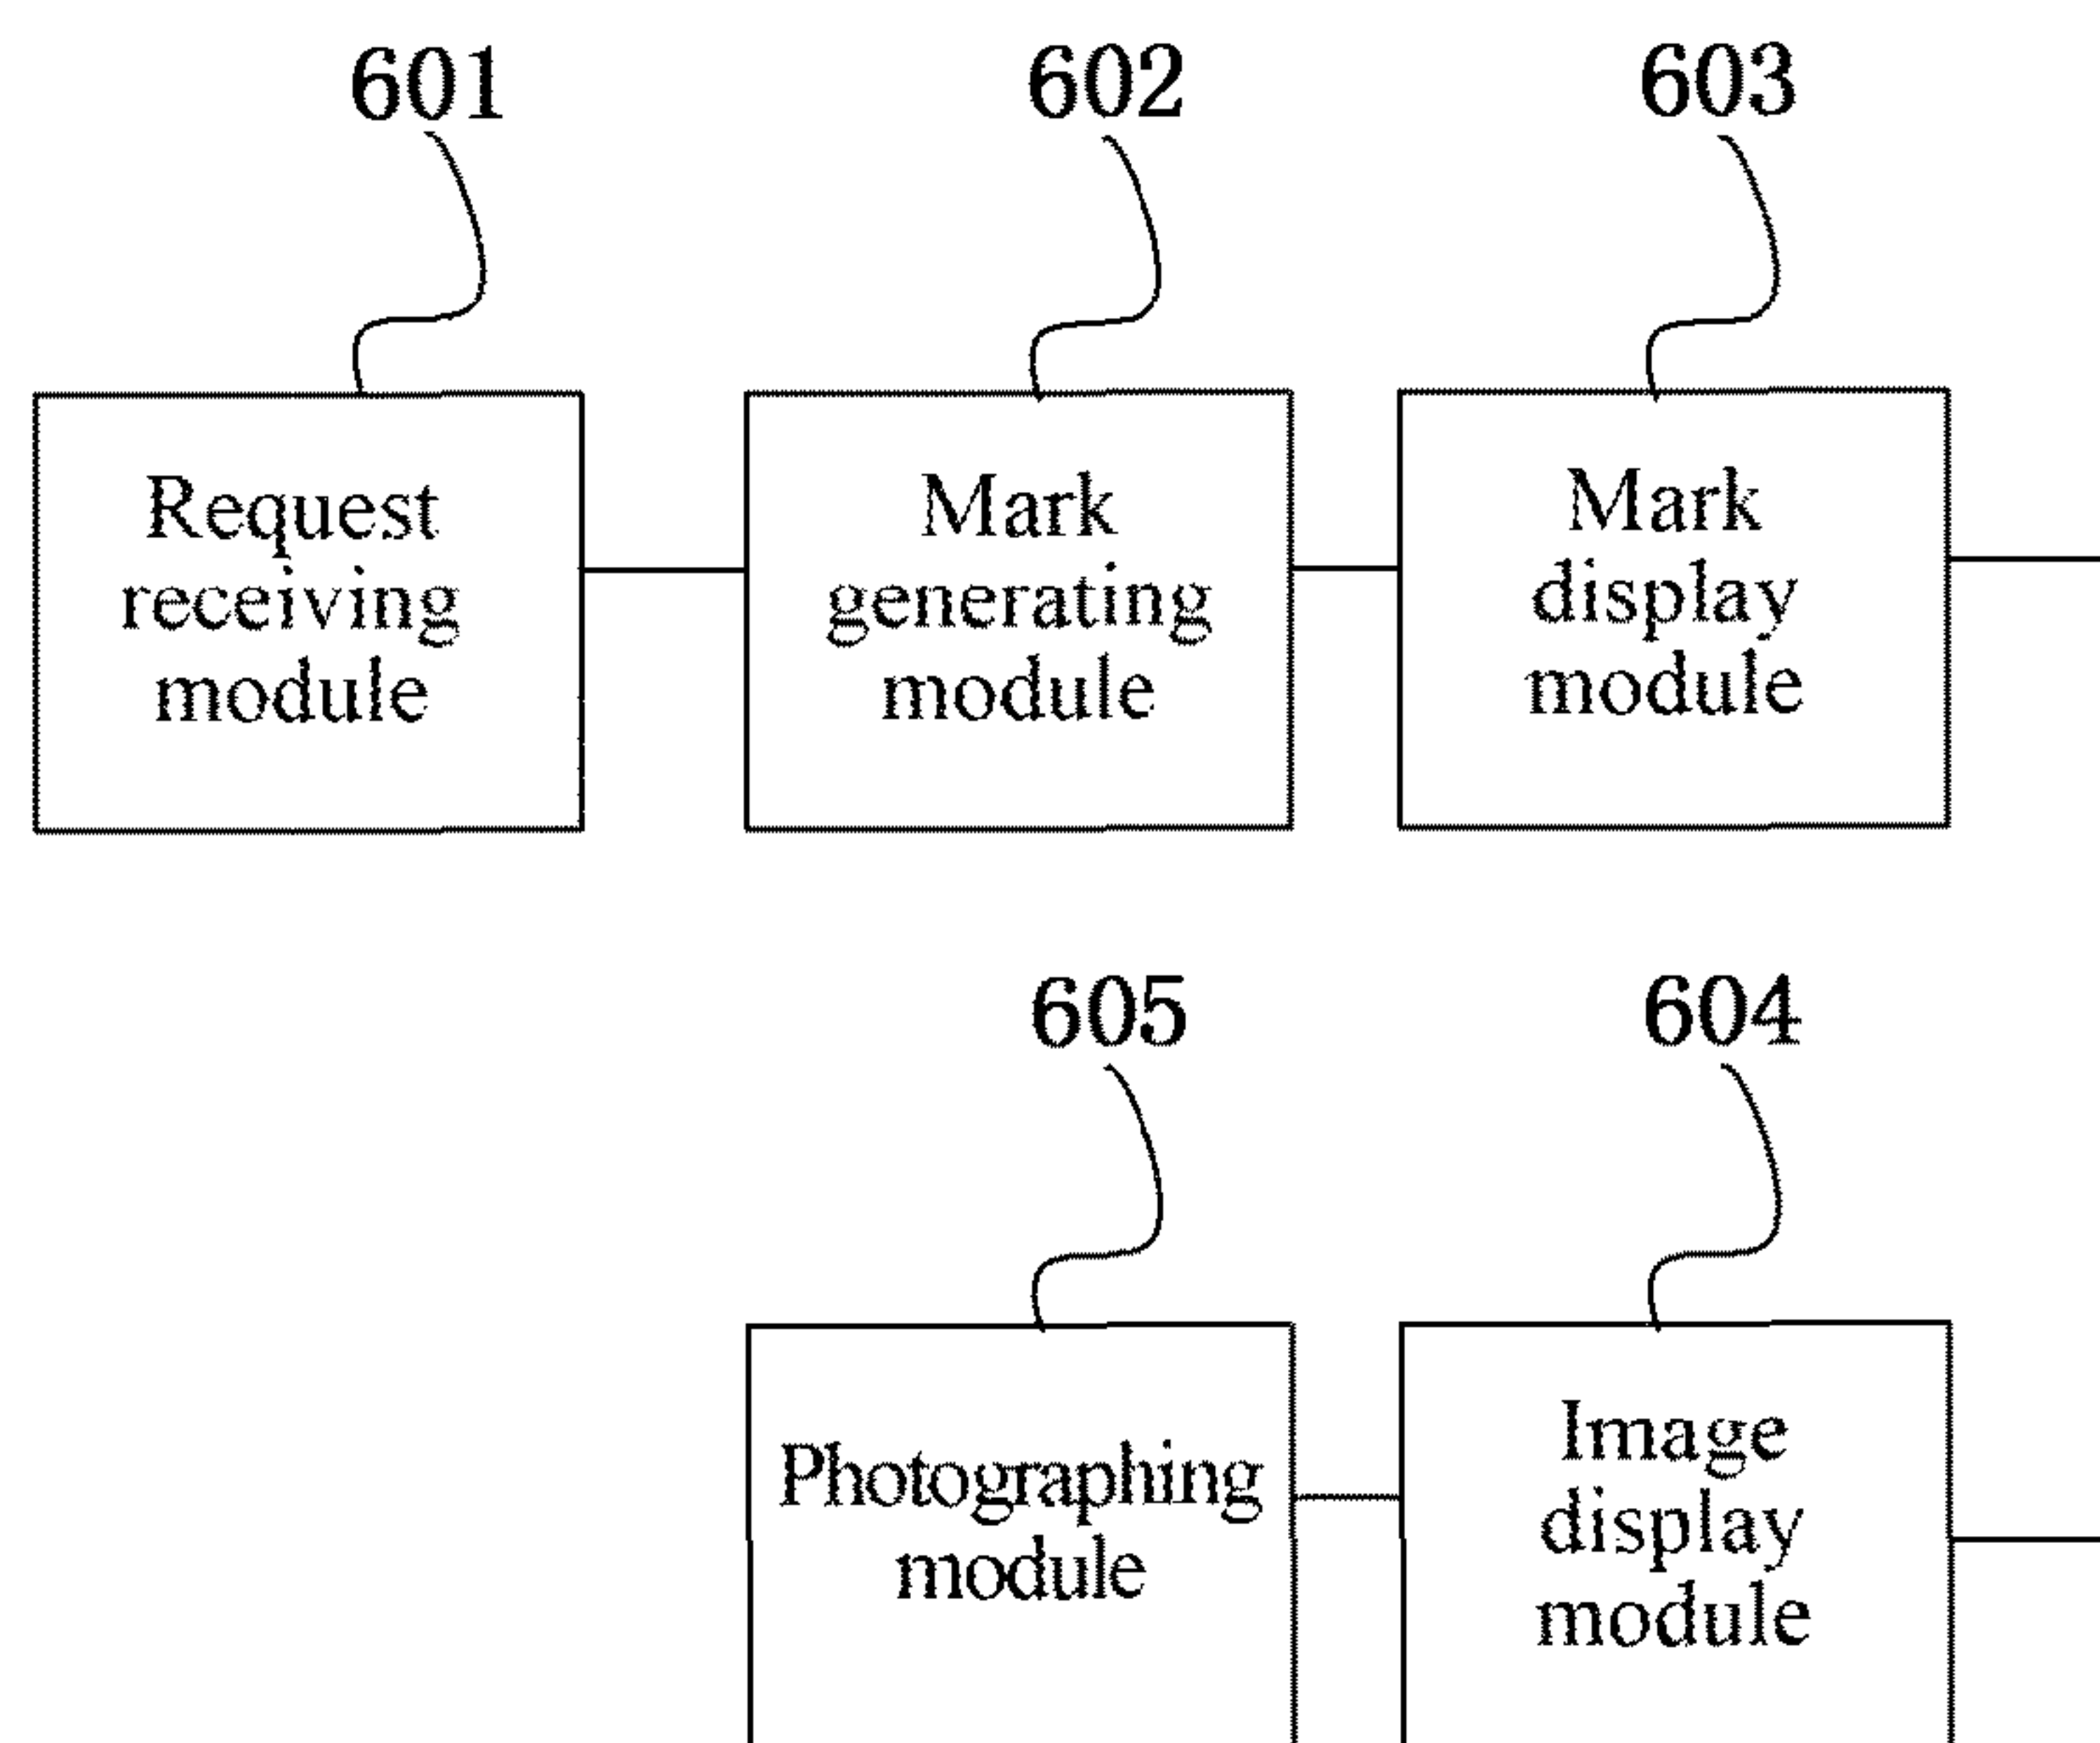 601
602
603
Request
receiving
module
Mark
generating
module
Mark
display
module
605
604
Photographing
module
Image
display
module